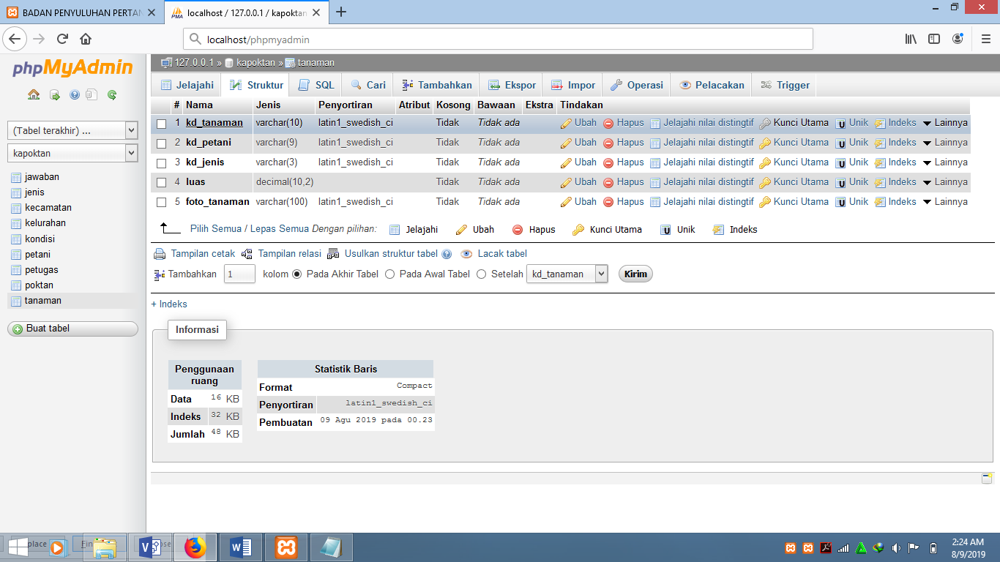 BADAN PENYULUHAN PERTAN
localhost / 127.0.0.1 / kapoktan
localhost/phpmyadmin
phpMyAdmin
127.0.0.1 » kapoktan » tanaman
Jelajahi Struktur SQL Cari Tambahkan Ekspor Impor Operasi Pelacakan Trigger
(Tabel terakhir) ...
kapoktan
jawaban
jenis
kecamatan
kelurahan
kondisi
petani
petugas
poktan
tanaman
Buat tabel
# Nama Jenis Penyortiran Atribut Kosong Bawaan Ekstra Tindakan
1 kd_tanaman varchar(10) latin1_swedish_ci Tidak Tidak ada Ubah Hapus Jelajahi nilai distingtif Kunci Utama Unik Indeks Lainnya
2 kd_petani varchar(9) latin1_swedish_ci Tidak Tidak ada Ubah Hapus Jelajahi nilai distingtif Kunci Utama Unik Indeks Lainnya
3 kd_jenis varchar(3) latin1_swedish_ci Tidak Tidak ada Ubah Hapus Jelajahi nilai distingtif Kunci Utama Unik Indeks Lainnya
4 luas decimal(10,2) Tidak Tidak ada Ubah Hapus Jelajahi nilai distingtif Kunci Utama Unik Indeks Lainnya
5 foto_tanaman varchar(100) latin1_swedish_ci Tidak Tidak ada Ubah Hapus Jelajahi nilai distingtif Kunci Utama Unik Indeks Lainnya
Pilih Semua / Lepas Semua Dengan pilihan: Jelajahi Ubah Hapus Kunci Utama Unik Indeks
Tampilan cetak Tampilan relasi Usulkan struktur tabel Lacak tabel
Tambahkan 1 kolom Pada Akhir Tabel Pada Awal Tabel Setelah kd_tanaman Kirim
+ Indeks
Informasi
Penggunaan
ruang
Data 16 KB
Indeks 32 KB
Jumlah 48 KB
Statistik Baris
Format Compact
Penyortiran latin1_swedish_ci
Pembuatan 09 Agu 2019 pada 00.23
2:24 AM
8/9/2019